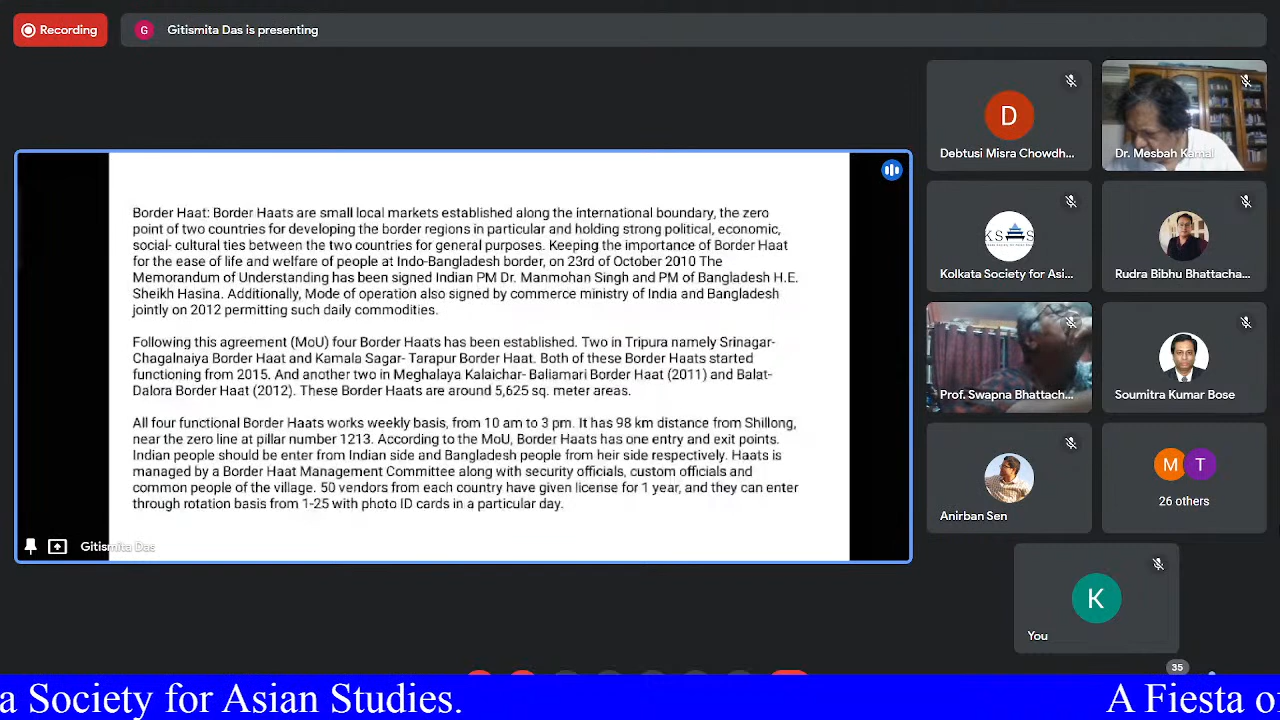 Recording
G
Gitismita Das is presenting
Border Haat: Border Haats are small local markets established along the international boundary, the zero
point of two countries for developing the border regions in particular and holding strong political, economic,
social- cultural ties between the two countries for general purposes. Keeping the importance of Border Haat
for the ease of life and welfare of people at Indo-Bangladesh border, on 23rd of October 2010 The
Memorandum of Understanding has been signed Indian PM Dr. Manmohan Singh and PM of Bangladesh H.E.
Sheikh Hasina. Additionally, Mode of operation also signed by commerce ministry of India and Bangladesh
jointly on 2012 permitting such daily commodities.
Following this agreement (MoU) four Border Haats has been established. Two in Tripura namely Srinagar-
Chagalnaiya Border Haat and Kamala Sagar- Tarapur Border Haat. Both of these Border Haats started
functioning from 2015. And another two in Meghalaya Kalaichar- Baliamari Border Haat (2011) and Balat-
Dalora Border Haat (2012). These Border Haats are around 5,625 sq. meter areas.
All four functional Border Haats works weekly basis, from 10 am to 3 pm. It has 98 km distance from Shillong,
near the zero line at pillar number 1213. According to the MoU, Border Haats has one entry and exit points.
Indian people should be enter from Indian side and Bangladesh people from heir side respectively. Haats is
managed by a Border Haat Management Committee along with security officials, custom officials and
common people of the village. 50 vendors from each country have given license for 1 year, and they can enter
through rotation basis from 1-25 with photo ID cards in a particular day.
Gitismita Das
D
Debtusi Misra Chowdh...
Dr. Mesbah Kamal
KS AS
Kolkata Society for Asi...
Rudra Bibhu Bhattacha...
Prof. Swapna Bhattach...
Soumitra Kumar Bose
Anirban Sen
M T
26 others
K
You
35
a Society for Asian Studies.
A Fiesta o